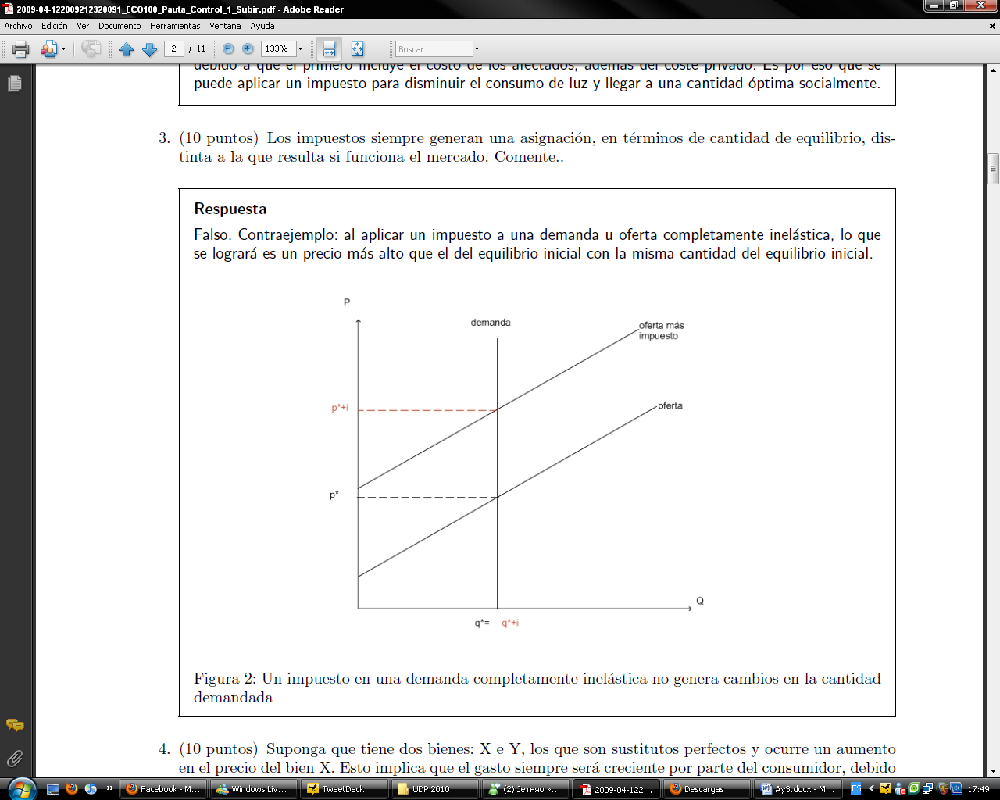 2009-04-122009212320091_ECO100_Pauta_Control_1_Subir.pdf - Adobe Reader
Archivo Edición Ver Documento Herramientas Ventana Ayuda
2 / 11 133% Buscar
debido a que el primero incluye el costo de los afectados, además del coste privado. Es por eso que se
puede aplicar un impuesto para disminuir el consumo de luz y llegar a una cantidad óptima socialmente.
3. (10 puntos) Los impuestos siempre generan una asignación, en términos de cantidad de equilibrio, dis-
tinta a la que resulta si funciona el mercado. Comente..
Respuesta
Falso. Contraejemplo: al aplicar un impuesto a una demanda u oferta completamente inelástica, lo que
se logrará es un precio más alto que el del equilibrio inicial con la misma cantidad del equilibrio inicial.
P
demanda
oferta más
impuesto
p*+i
oferta
p*
Q
q*= q*+i
Figura 2: Un impuesto en una demanda completamente inelástica no genera cambios en la cantidad
demandada
4. (10 puntos) Suponga que tiene dos bienes: X e Y, los que son sustitutos perfectos y ocurre un aumento
en el precio del bien X. Esto implica que el gasto siempre será creciente por parte del consumidor, debido
Facebook - M... Windows Liv... TweetDeck UDP 2010 (2) Jетняσ »... 2009-04-122... Descargas Ay3.docx - M... ES 17:49